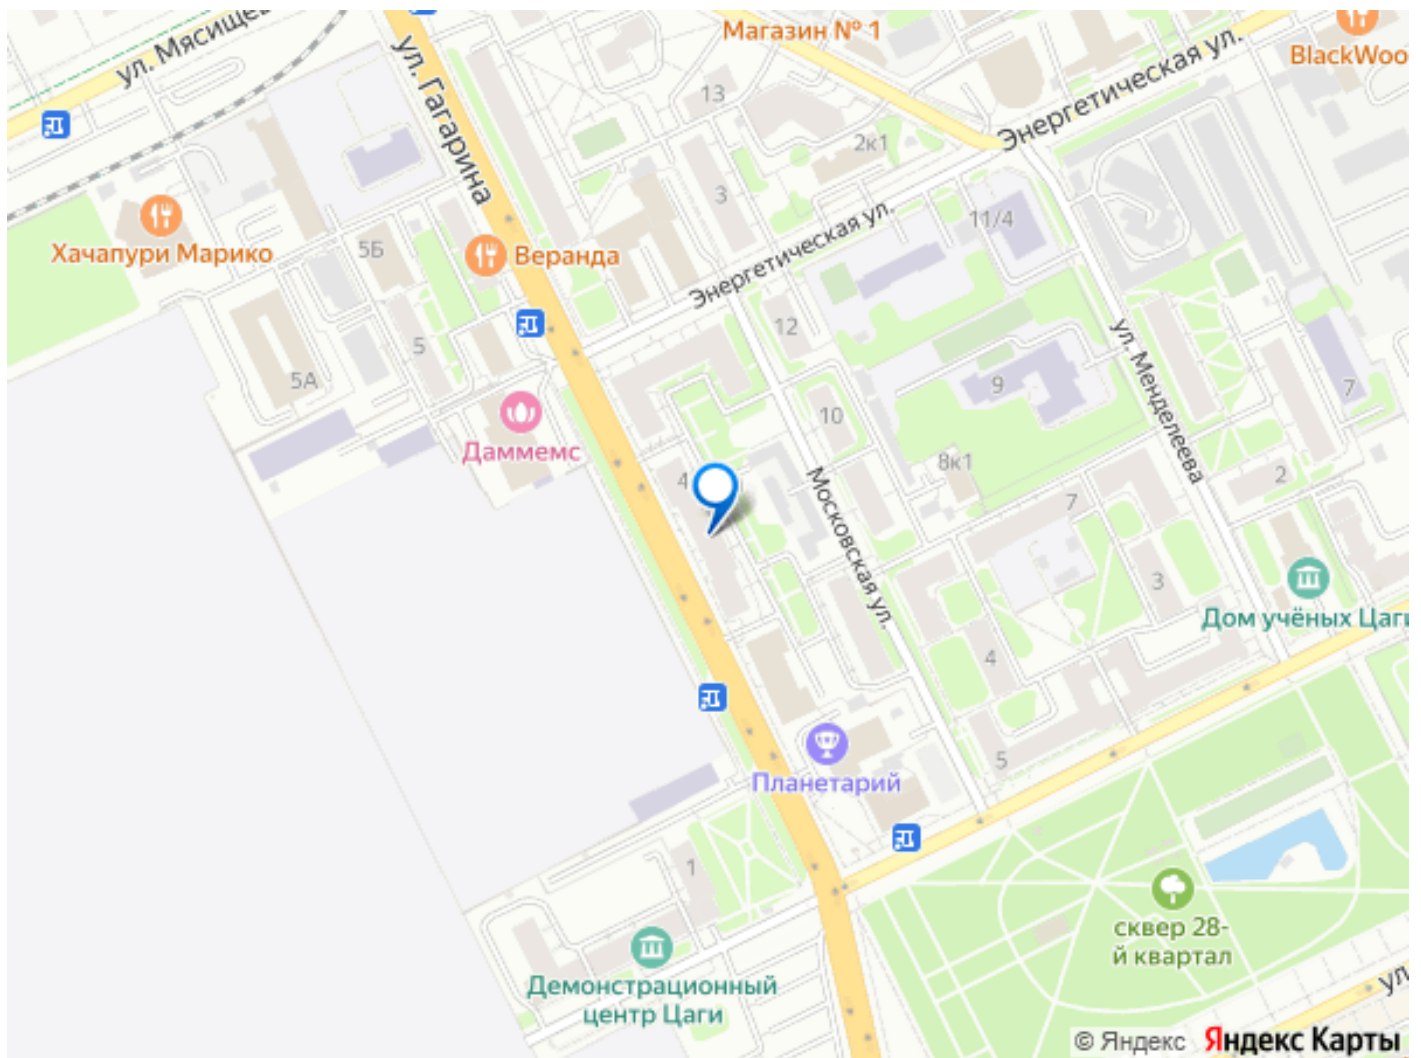 Магазин № 1
ул. Мясищев
BlackWoo
ул. Гагарина
Энергетическая ул.
13
2к1
3
11/4
Хачапури Марико
5Б
Веранда
Энергетическая ул.
12
5
5А
ул. Менделеева
9
7
10
Даммемс
8к1
4
2
Московская ул.
7
3
Дом учёных Цаги
4
5
Планетарий
1
сквер 28-
й квартал
Демонстрационный
центр Цаги
ул.
© Яндекс Яндекс Карты